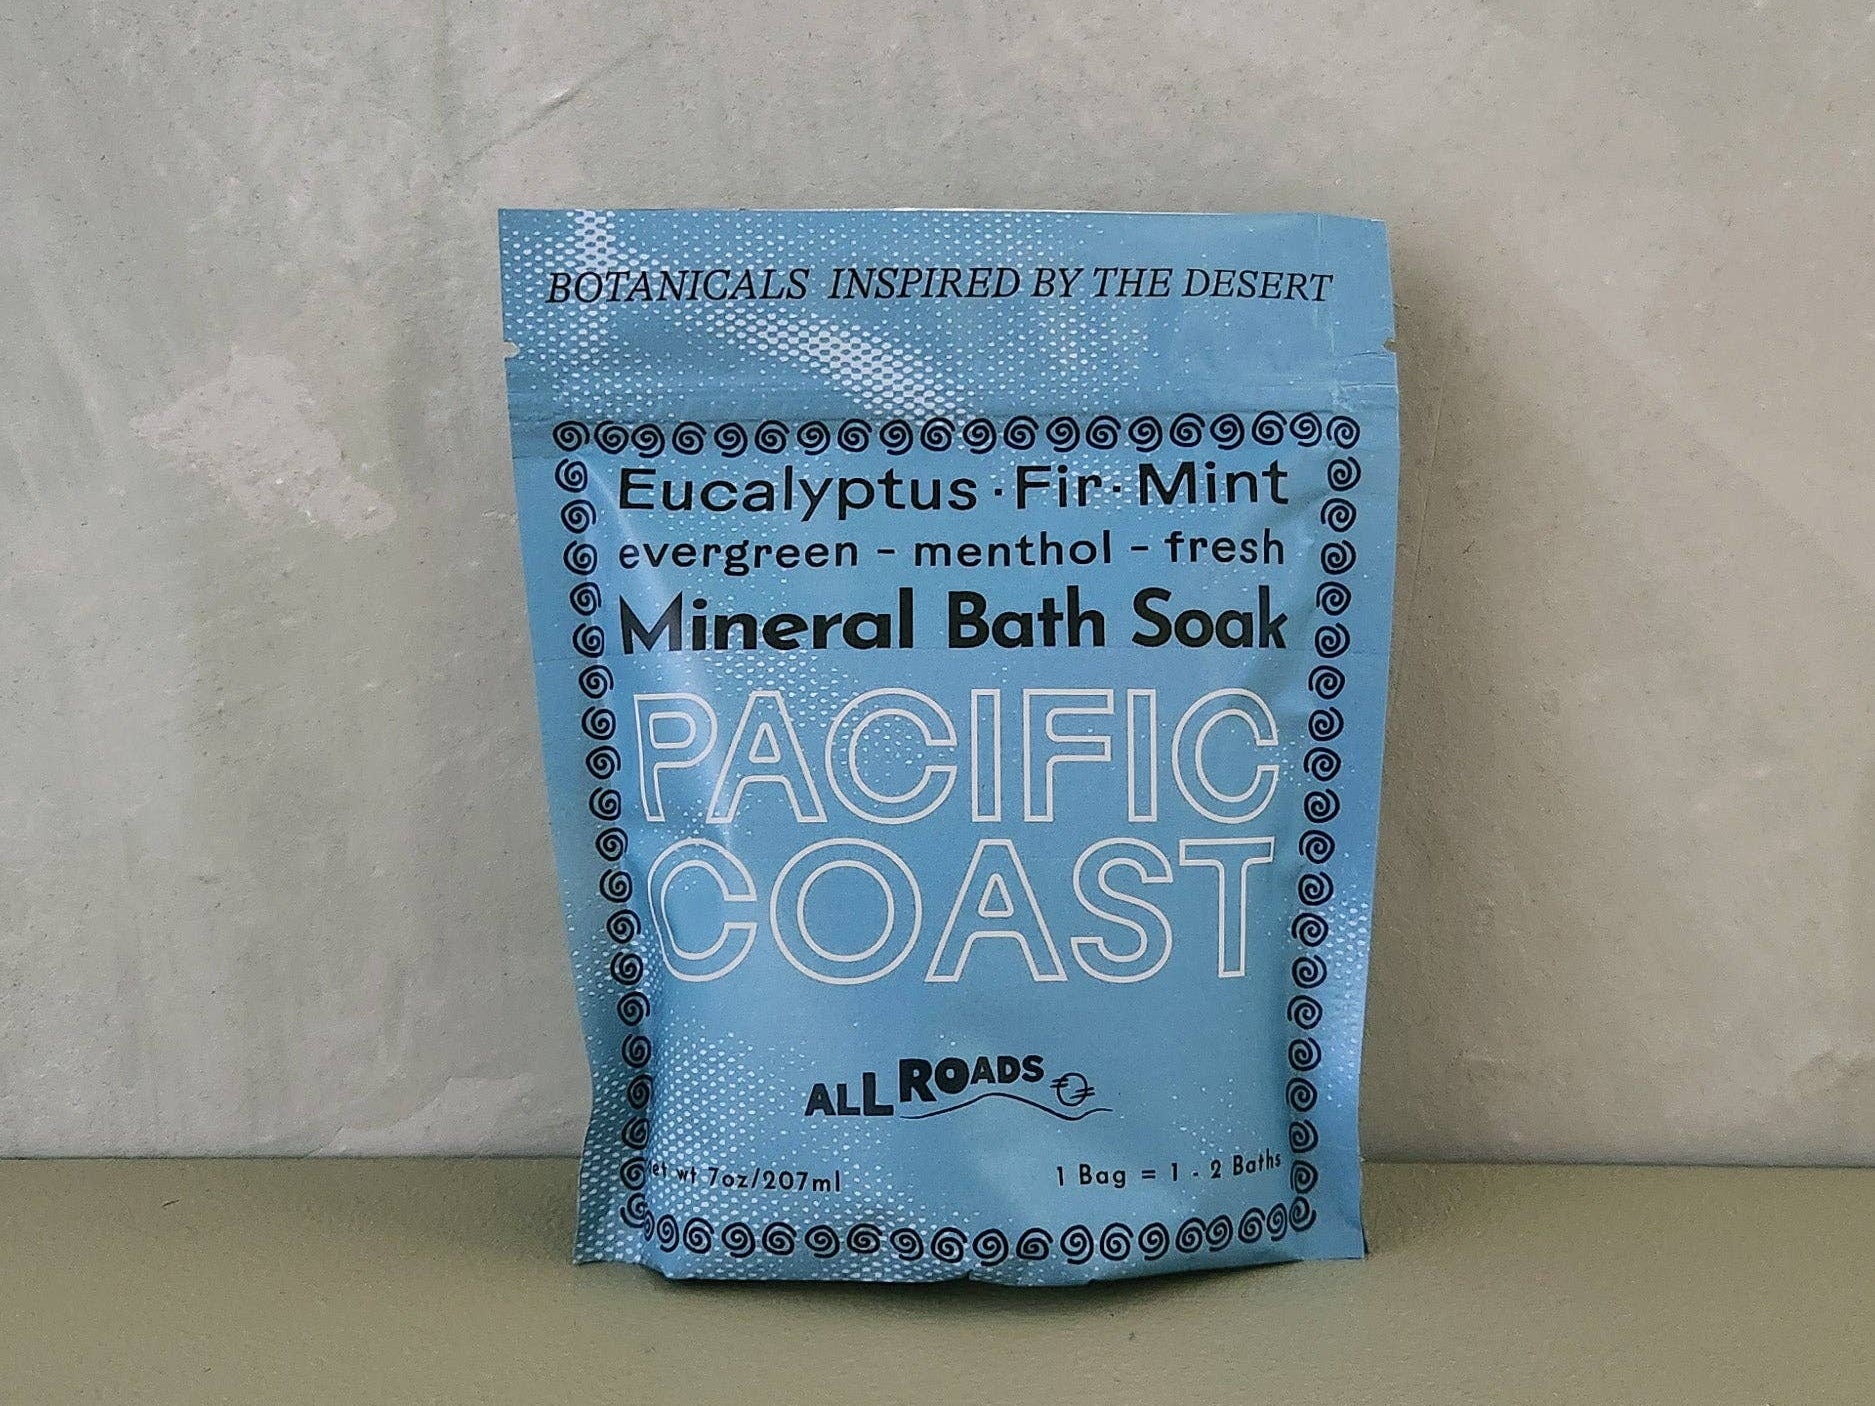 BOTANICALS INSPIRED BY THE DESERT
Eucalyptus · Fir · Mint
evergreen - menthol - fresh
Mineral Bath Soak
PACIFIC
COAST
ALL ROADS
et wt 7oz/207ml
1 Bag = 1 - 2 Baths